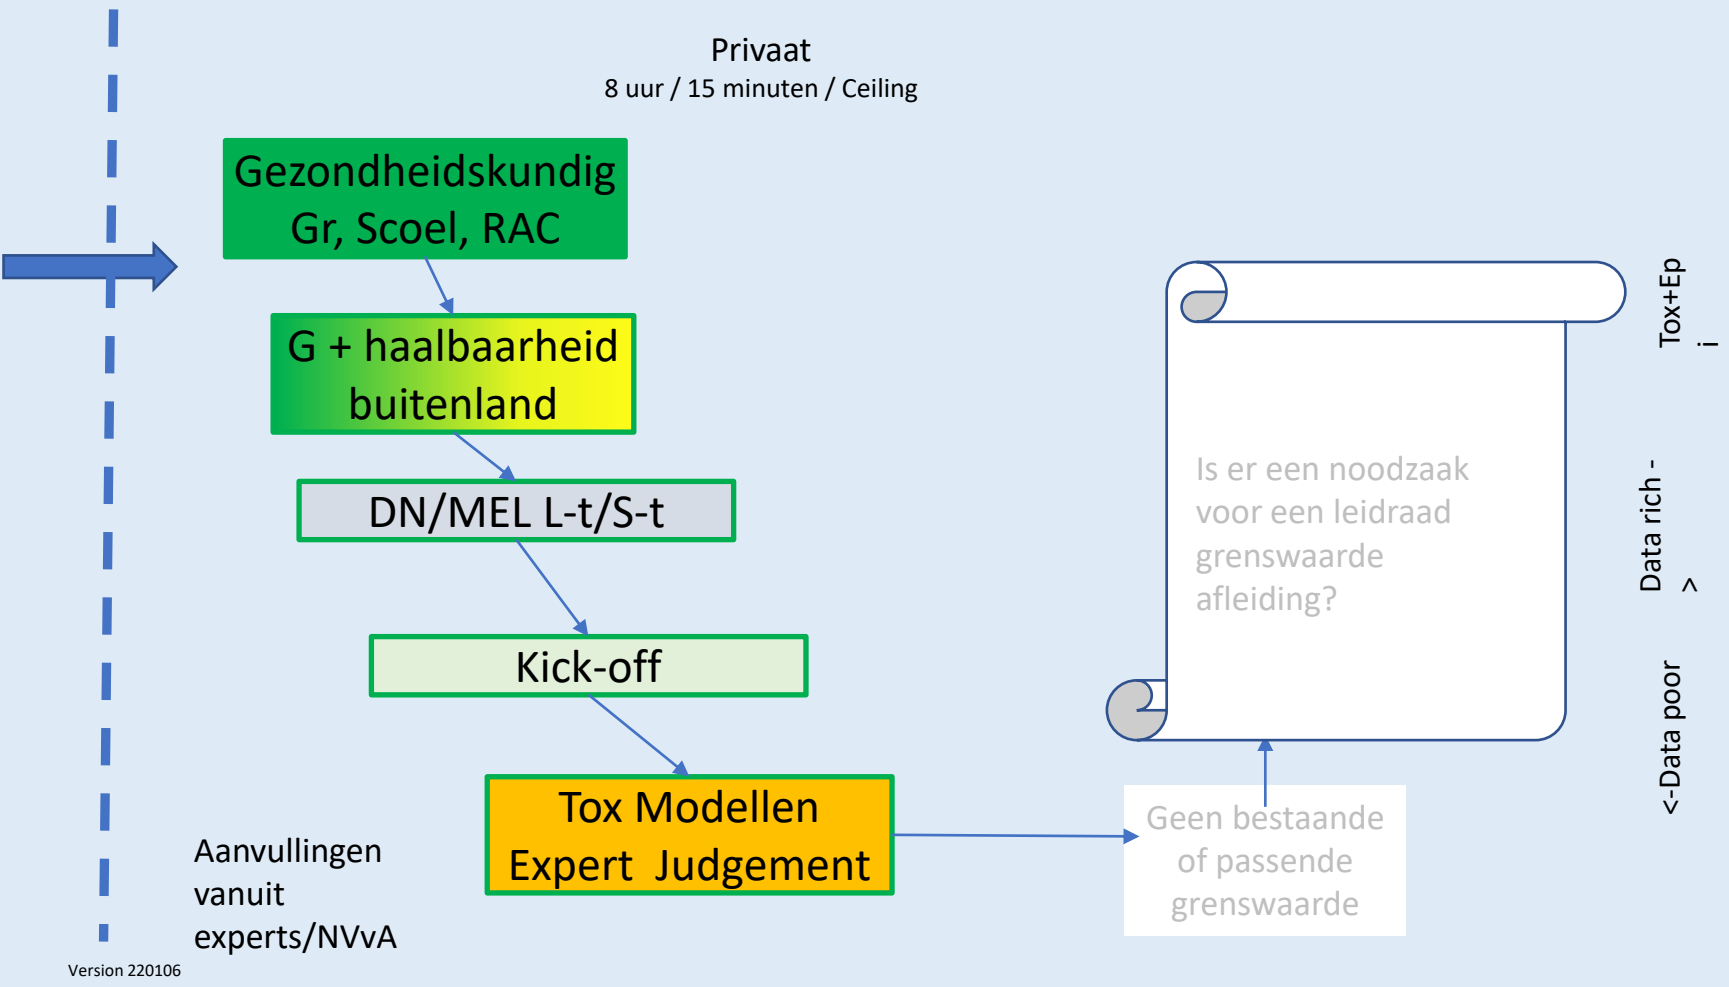 Privaat
8 uur / 15 minuten / Ceiling
Gezondheidskundig
Gr, Scoel, RAC
G + haalbaarheid
buitenland
DN/MEL L-t/S-t
Kick-off
Tox Modellen
Expert Judgement
Aanvullingen
vanuit
experts/NVvA
Version 220106
Geen bestaande
of passende
grenswaarde
Is er een noodzaak
voor een leidraad
grenswaarde
afleiding?
Tox+Ep
i
Data rich -
>
<-Data poor